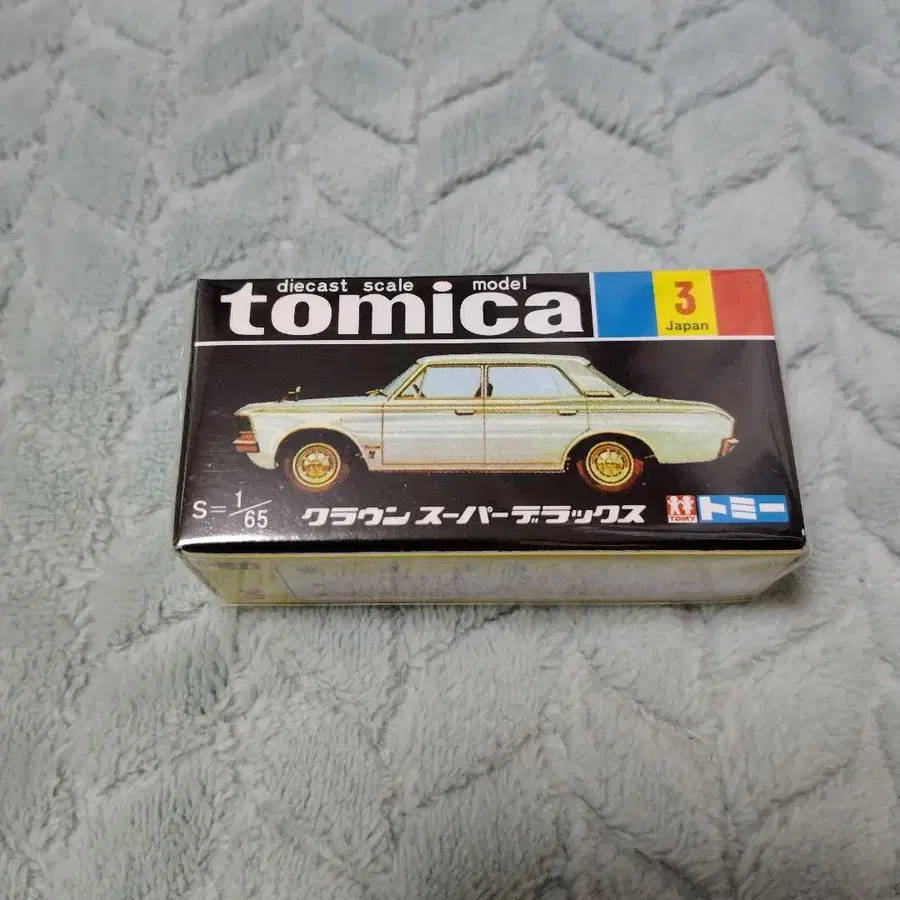 diecast scale model
tomica
3
Japan
S=1/65
クラウン スーパーデラックス
TOMY
トミー